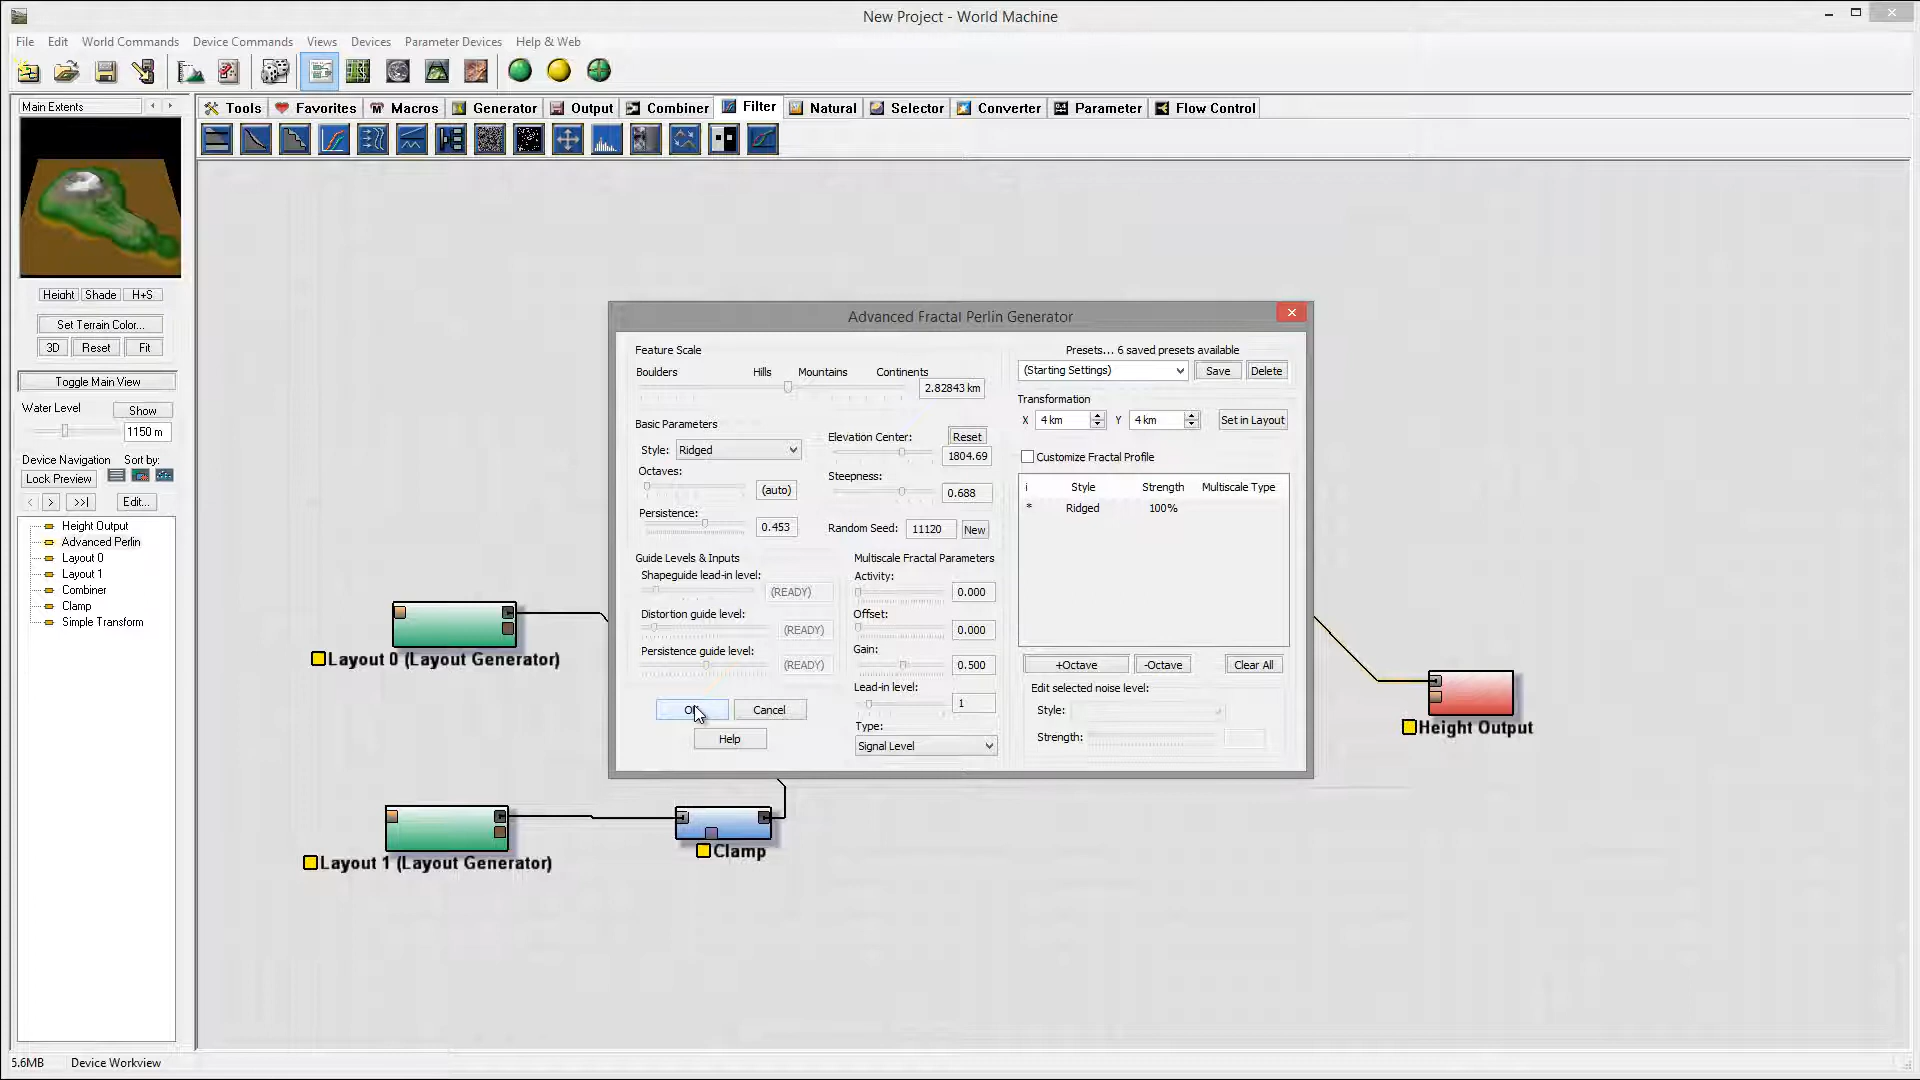 New Project - World Machine
File Edit World Commands Device Commands Views Devices Parameter Devices Help & Web
Main Extents
Tools Favorites Macros Generator Output Combiner Filter Natural Selector Converter Parameter Flow Control
Height Shade H+S
Set Terrain Color...
3D Reset Fit
Toggle Main View
Water Level Show
1150 m
Device Navigation Sort by:
Lock Preview
< > >>| Edit...
Height Output
Advanced Perlin
Layout 0
Layout 1
Combiner
Clamp
Simple Transform
5.6MB Device Workview
Layout 0 (Layout Generator)
Layout 1 (Layout Generator)
Clamp
Height Output
Advanced Fractal Perlin Generator
Feature Scale
Boulders Hills Mountains Continents
2.82843 km
Basic Parameters
Style: Ridged
Octaves:
(auto)
Persistence:
0.453
Elevation Center: Reset
1804.69
Steepness:
0.688
Random Seed: 11120 New
Guide Levels & Inputs
Shapeguide lead-in level:
(READY)
Distortion guide level:
(READY)
Persistence guide level:
(READY)
Multiscale Fractal Parameters
Activity:
0.000
Offset:
0.000
Gain:
0.500
Lead-in level:
1
Type:
Signal Level
Cancel
Help
Presets... 6 saved presets available
(Starting Settings) Save Delete
Transformation
X 4 km Y 4 km Set in Layout
Customize Fractal Profile
i Style Strength Multiscale Type
* Ridged 100%
+Octave -Octave Clear All
Edit selected noise level:
Style:
Strength: